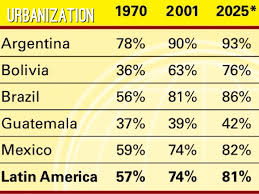 URBANIZATION 1970 2001 2025*
Argentina 78% 90% 93%
Bolivia 36% 63% 76%
Brazil 56% 81% 86%
Guatemala 37% 39% 42%
Mexico 59% 74% 82%
Latin America 57% 74% 81%